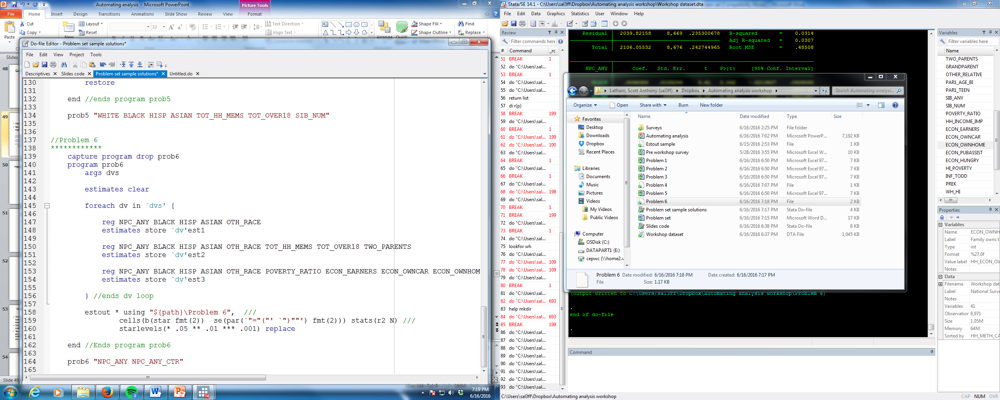 Automating analysis - Microsoft PowerPoint
Picture Tools
File Home Insert Design Transitions Animations Slide Show Review View Format
Cut
Copy
Paste
New
Layout
Reset
32
Text Direction
Align Text
Arrange
Quick
Shape Fill
Shape Outline
Find
Replace
Slides
48
49
50
51
52
53
54
Slide 49
Do-file Editor - Problem set sample solutions*
File Edit View Project Tools
Descriptives Slides code Problem set sample solutions* Untitled.do
130 restore
131
132 end //ends program prob5
133
134 prob5 "WHITE BLACK HISP ASIAN TOT_HH_MEMS TOT_OVER18 SIB_NUM"
135
136
137 //Problem 6
138 ************
139 capture program drop prob6
140 program prob6
141 args dvs
142
143 estimates clear
144
145 foreach dv in `dvs' {
146
147 reg NPC_ANY BLACK HISP ASIAN OTH_RACE
148 estimates store `dv'est1
149
150 reg NPC_ANY BLACK HISP ASIAN OTH_RACE TOT_HH_MEMS TOT_OVER18 TWO_PARENTS
151 estimates store `dv'est2
152
153 reg NPC_ANY BLACK HISP ASIAN OTH_RACE POVERTY_RATIO ECON_EARNERS ECON_OWNCAR ECON_OWNHOM
154 estimates store `dv'est3
155
156 } //ends dv loop
157
158 estout * using "${path}\Problem 6", ///
159 cells(b(star fmt(2)) se(par(`"="("' `")""') fmt(2))) stats(r2 N) ///
160 starlevels(* .05 ** .01 *** .001) replace
161
162 end //Ends program prob6
163
164 prob6 "NPC_ANY NPC_ANY_CTR"
165
7:19 PM
6/16/2016
Stata/SE 14.1 - C:\Users\sal3ff\Dropbox\Automating analysis workshop\Workshop dataset.dta
File Edit Data Graphics Statistics User Window Help
Review
Filter commands here
# Command _rc
51 BREAK 1
52 do "C:\Users\sal...
53 BREAK 1
54 do "C:\Users\sal...
55 do "C:\Users\sal...
56 return list
57 di r(p)
58 BREAK 199
59 do "C:\Users\sal...
60 BREAK 1
61 do "C:\Users\sal... 199
62 do "C:\Users\sal... 100
63 do "C:\Users\sal...
64 BREAK 1
65 do "C:\Users\sal...
66 BREAK 1
67 do "C:\Users\sal...
68 do "C:\Users\sal... 198
69 do "C:\Users\sal...
70 BREAK 1
71 BREAK 199
72 do "C:\Users\sal...
73 BREAK 1
74 do "C:\Users\sal...
75 lookfor wh
76 do "C:\Users\sal...
77 do "C:\Users\sal... 109
78 do "C:\Users\sal... 109
79 do "C:\Users\sal...
80 BREAK 1
81 do "C:\Users\sal...
82 do "C:\Users\sal... 693
83 help mkdir
84 do "C:\Users\sal... 693
85 BREAK 199
86 do "C:\Users\sal...
87 do "C:\Users\sal...
88 do "C:\Users\sal...
89 do "C:\Users\sal...
90 do "C:\Users\sal...
91 do "C:\Users\sal...
92 do "C:\Users\sal...
93 do "C:\Users\sal...
Residual 2039.82158 8,669 .235300678 R-squared = 0.0314
Adj R-squared = 0.0307
Total 2106.05532 8,676 .242744965 Root MSE = .48508
NPC_ANY Coef. Std. Err. t P>|t| [95% Conf. Interval]
Latham, Scott Anthony (sal3ff) Dropbox Automating analysis workshop
Search Automating analysi...
Organize Open Share with Burn New folder
Favorites
Desktop
Downloads
Dropbox
Recent Places
Libraries
Documents
Music
Pictures
Videos
My Videos
Public Videos
Computer
OSDisk (C:)
DATAPART1 (E:)
cepwc (\\home2.v
Name Date modified Type Size
Surveys 6/16/2016 2:25 PM File folder
Automating analysis 6/16/2016 7:02 PM Microsoft PowerP... 7,192 KB
Estout sample 6/15/2016 2:53 PM File 1 KB
Pre workshop survey 5/28/2016 3:55 PM Microsoft Excel W... 10 KB
Problem 1 6/16/2016 6:50 PM Microsoft Excel 97... 7 KB
Problem 2 6/16/2016 6:50 PM Microsoft Excel 97... 7 KB
Problem 3 6/16/2016 6:50 PM Microsoft Excel 97... 7 KB
Problem 4 6/16/2016 7:07 PM File 1 KB
Problem 5 6/16/2016 6:50 PM Microsoft Excel 97... 7 KB
Problem 6 6/16/2016 7:18 PM File 2 KB
Problem set sample solutions 6/16/2016 7:17 PM Stata Do-file 4 KB
Problem set 6/16/2016 7:15 PM Microsoft Word D... 17 KB
Slides code 6/16/2016 6:38 PM Stata Do-file 8 KB
Workshop dataset 6/16/2016 6:37 PM DTA File 1,045 KB
Problem 6 Date modified: 6/16/2016 7:18 PM Date created: 6/16/2016 7:17 PM
File Size: 1.17 KB
(output written to C:\Users/sal3ff\Dropbox\Automating analysis workshop\Problem 6)
.
end of do-file
.
Command
C:\Users\sal3ff\Dropbox\Automating analysis workshop
Variables
Filter variables here
Name
TWO_PARENTS
GRANDPARENT
OTHER_RELATIVE
PAR1_AGE_BI
PAR1_TEEN
SIB_ANY
SIB_NUM
POVERTY_RATIO
HH_INCOME_IMP
ECON_EARNERS
ECON_OWNCAR
ECON_OWNHOME
ECON_PUBASSIST
ECON_HUNGRY
HI_POVERTY
INF_TODD
PREK
WH_HI
Properties
Variables
Name ECON_OWNH
Label Family owns t
Type int
Format %27.0f
Value label HH_ECON_OV
Notes
Data
Filename Workshop dat
Label National Surve
Notes
Variables 41
Observation 8,971
Size 1.05M
Memory 64M
Sorted by HH_METH_CA
CAP NUM OVR